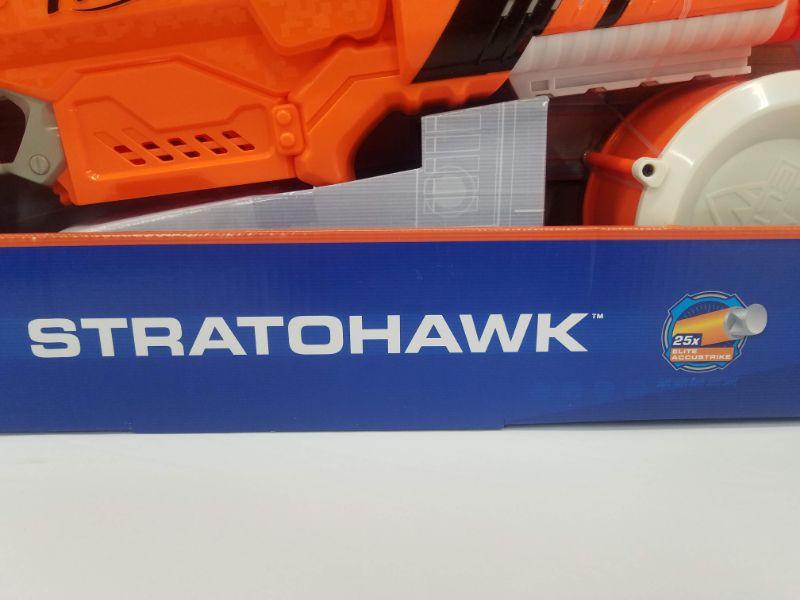 STRATOHAWK™
25x
ELITE
ACCUSTRIKE